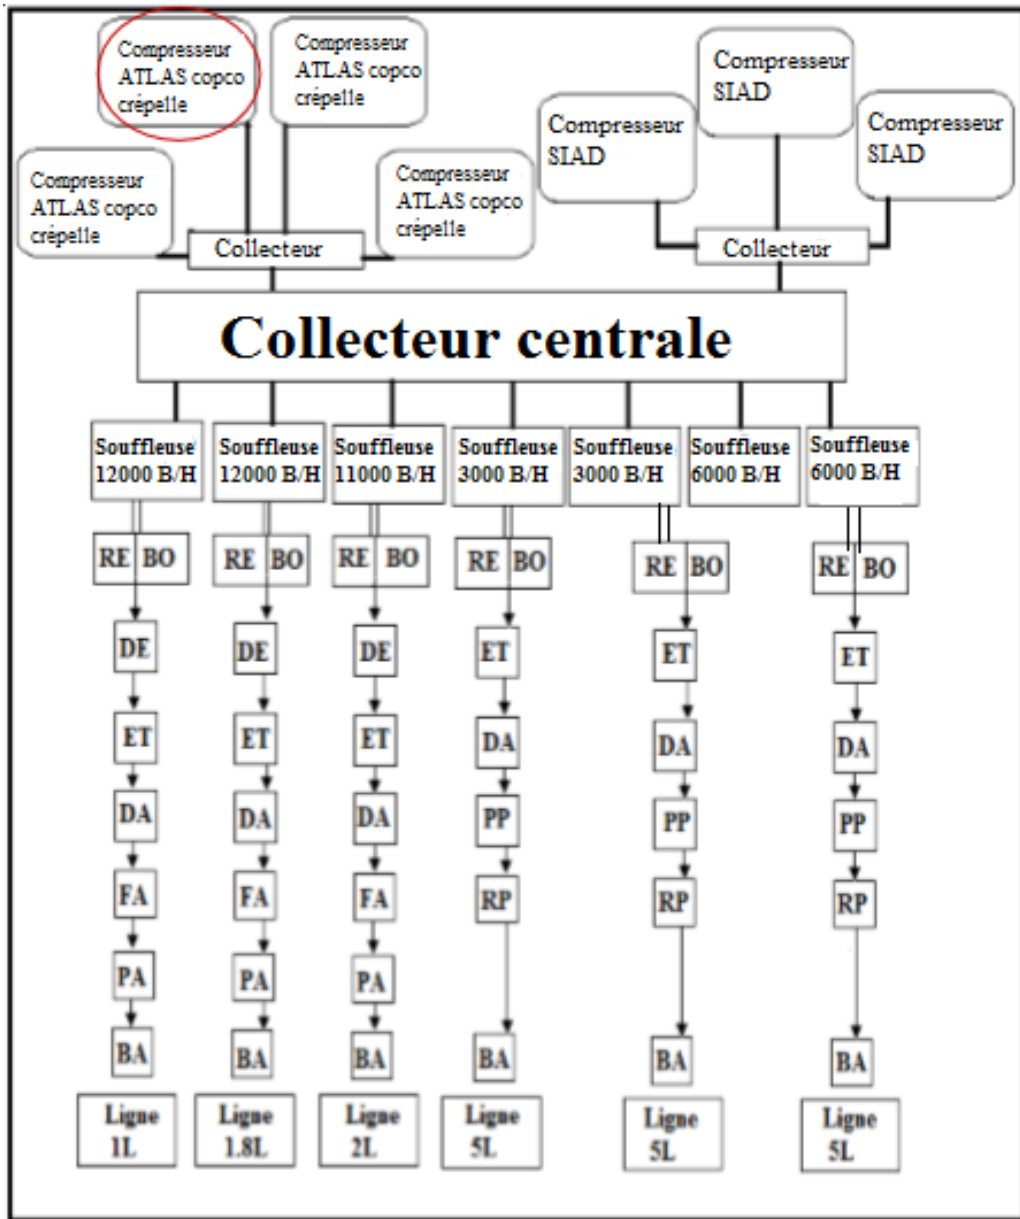 Compresseur
ATLAS copco
crépelle
Compresseur
ATLAS copco
crépelle
Compresseur
SIAD
Compresseur
SIAD
Compresseur
SIAD
Compresseur
ATLAS copco
crépelle
Compresseur
ATLAS copco
crépelle
Collecteur
Collecteur
Collecteur centrale
Souffleuse
12000 B/H
Souffleuse
12000 B/H
Souffleuse
11000 B/H
Souffleuse
3000 B/H
Souffleuse
3000 B/H
Souffleuse
6000 B/H
Souffleuse
6000 B/H
RE BO
RE BO
RE BO
RE BO
RE BO
RE BO
DE
DE
DE
ET
ET
ET
ET
ET
ET
DA
DA
DA
DA
DA
DA
PP
PP
PP
FA
FA
FA
RP
RP
RP
PA
PA
PA
BA
BA
BA
BA
BA
BA
Ligne
1L
Ligne
1.8L
Ligne
2L
Ligne
5L
Ligne
5L
Ligne
5L